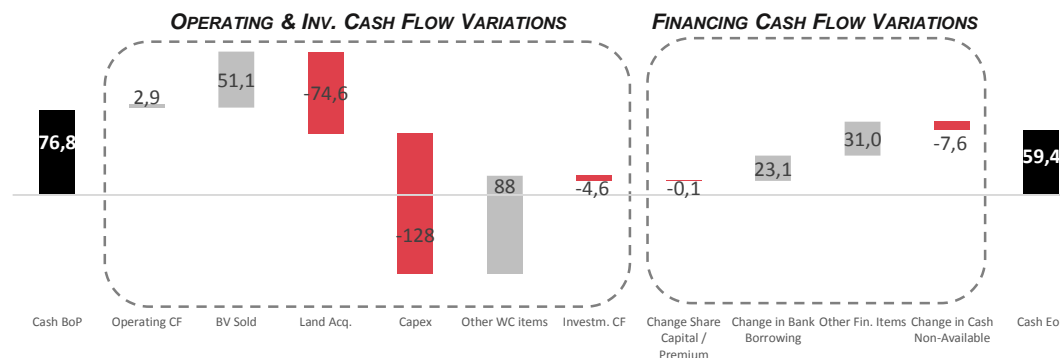 OPERATING & INV. CASH FLOW VARIATIONS
FINANCING CASH FLOW VARIATIONS
76,8
2,9
51,1
-74,6
-128
88
-4,6
-0,1
23,1
31,0
-7,6
59,4
Cash BoP
Operating CF
BV Sold
Land Acq.
Capex
Other WC items
Investm. CF
Change Share
Capital /
Premium
Change in Bank
Borrowing
Other Fin. Items
Change in Cash
Non-Available
Cash Eo